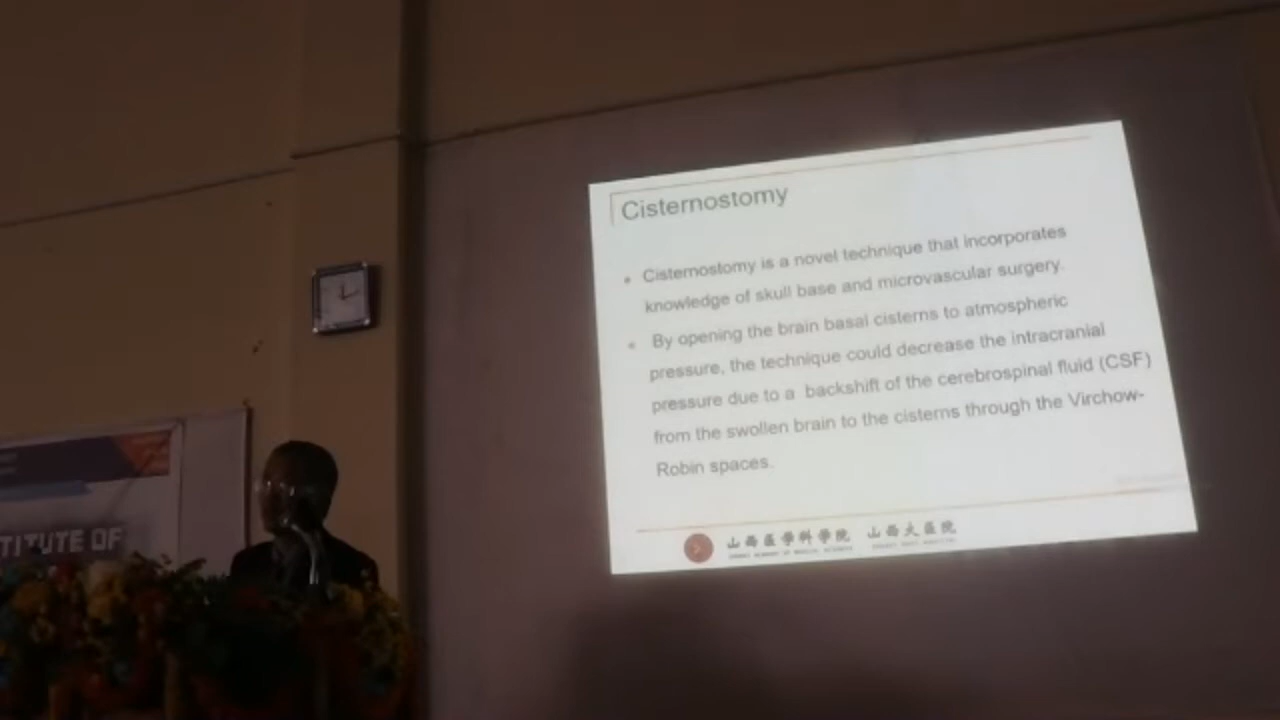 Cisternostomy
• Cisternostomy is a novel technique that incorporates
knowledge of skull base and microvascular surgery.
• By opening the brain basal cisterns to atmospheric
pressure, the technique could decrease the intracranial
pressure due to a backshift of the cerebrospinal fluid (CSF)
from the swollen brain to the cisterns through the Virchow-
Robin spaces.
山西医学科学院 山西大医院
TITUTE OF